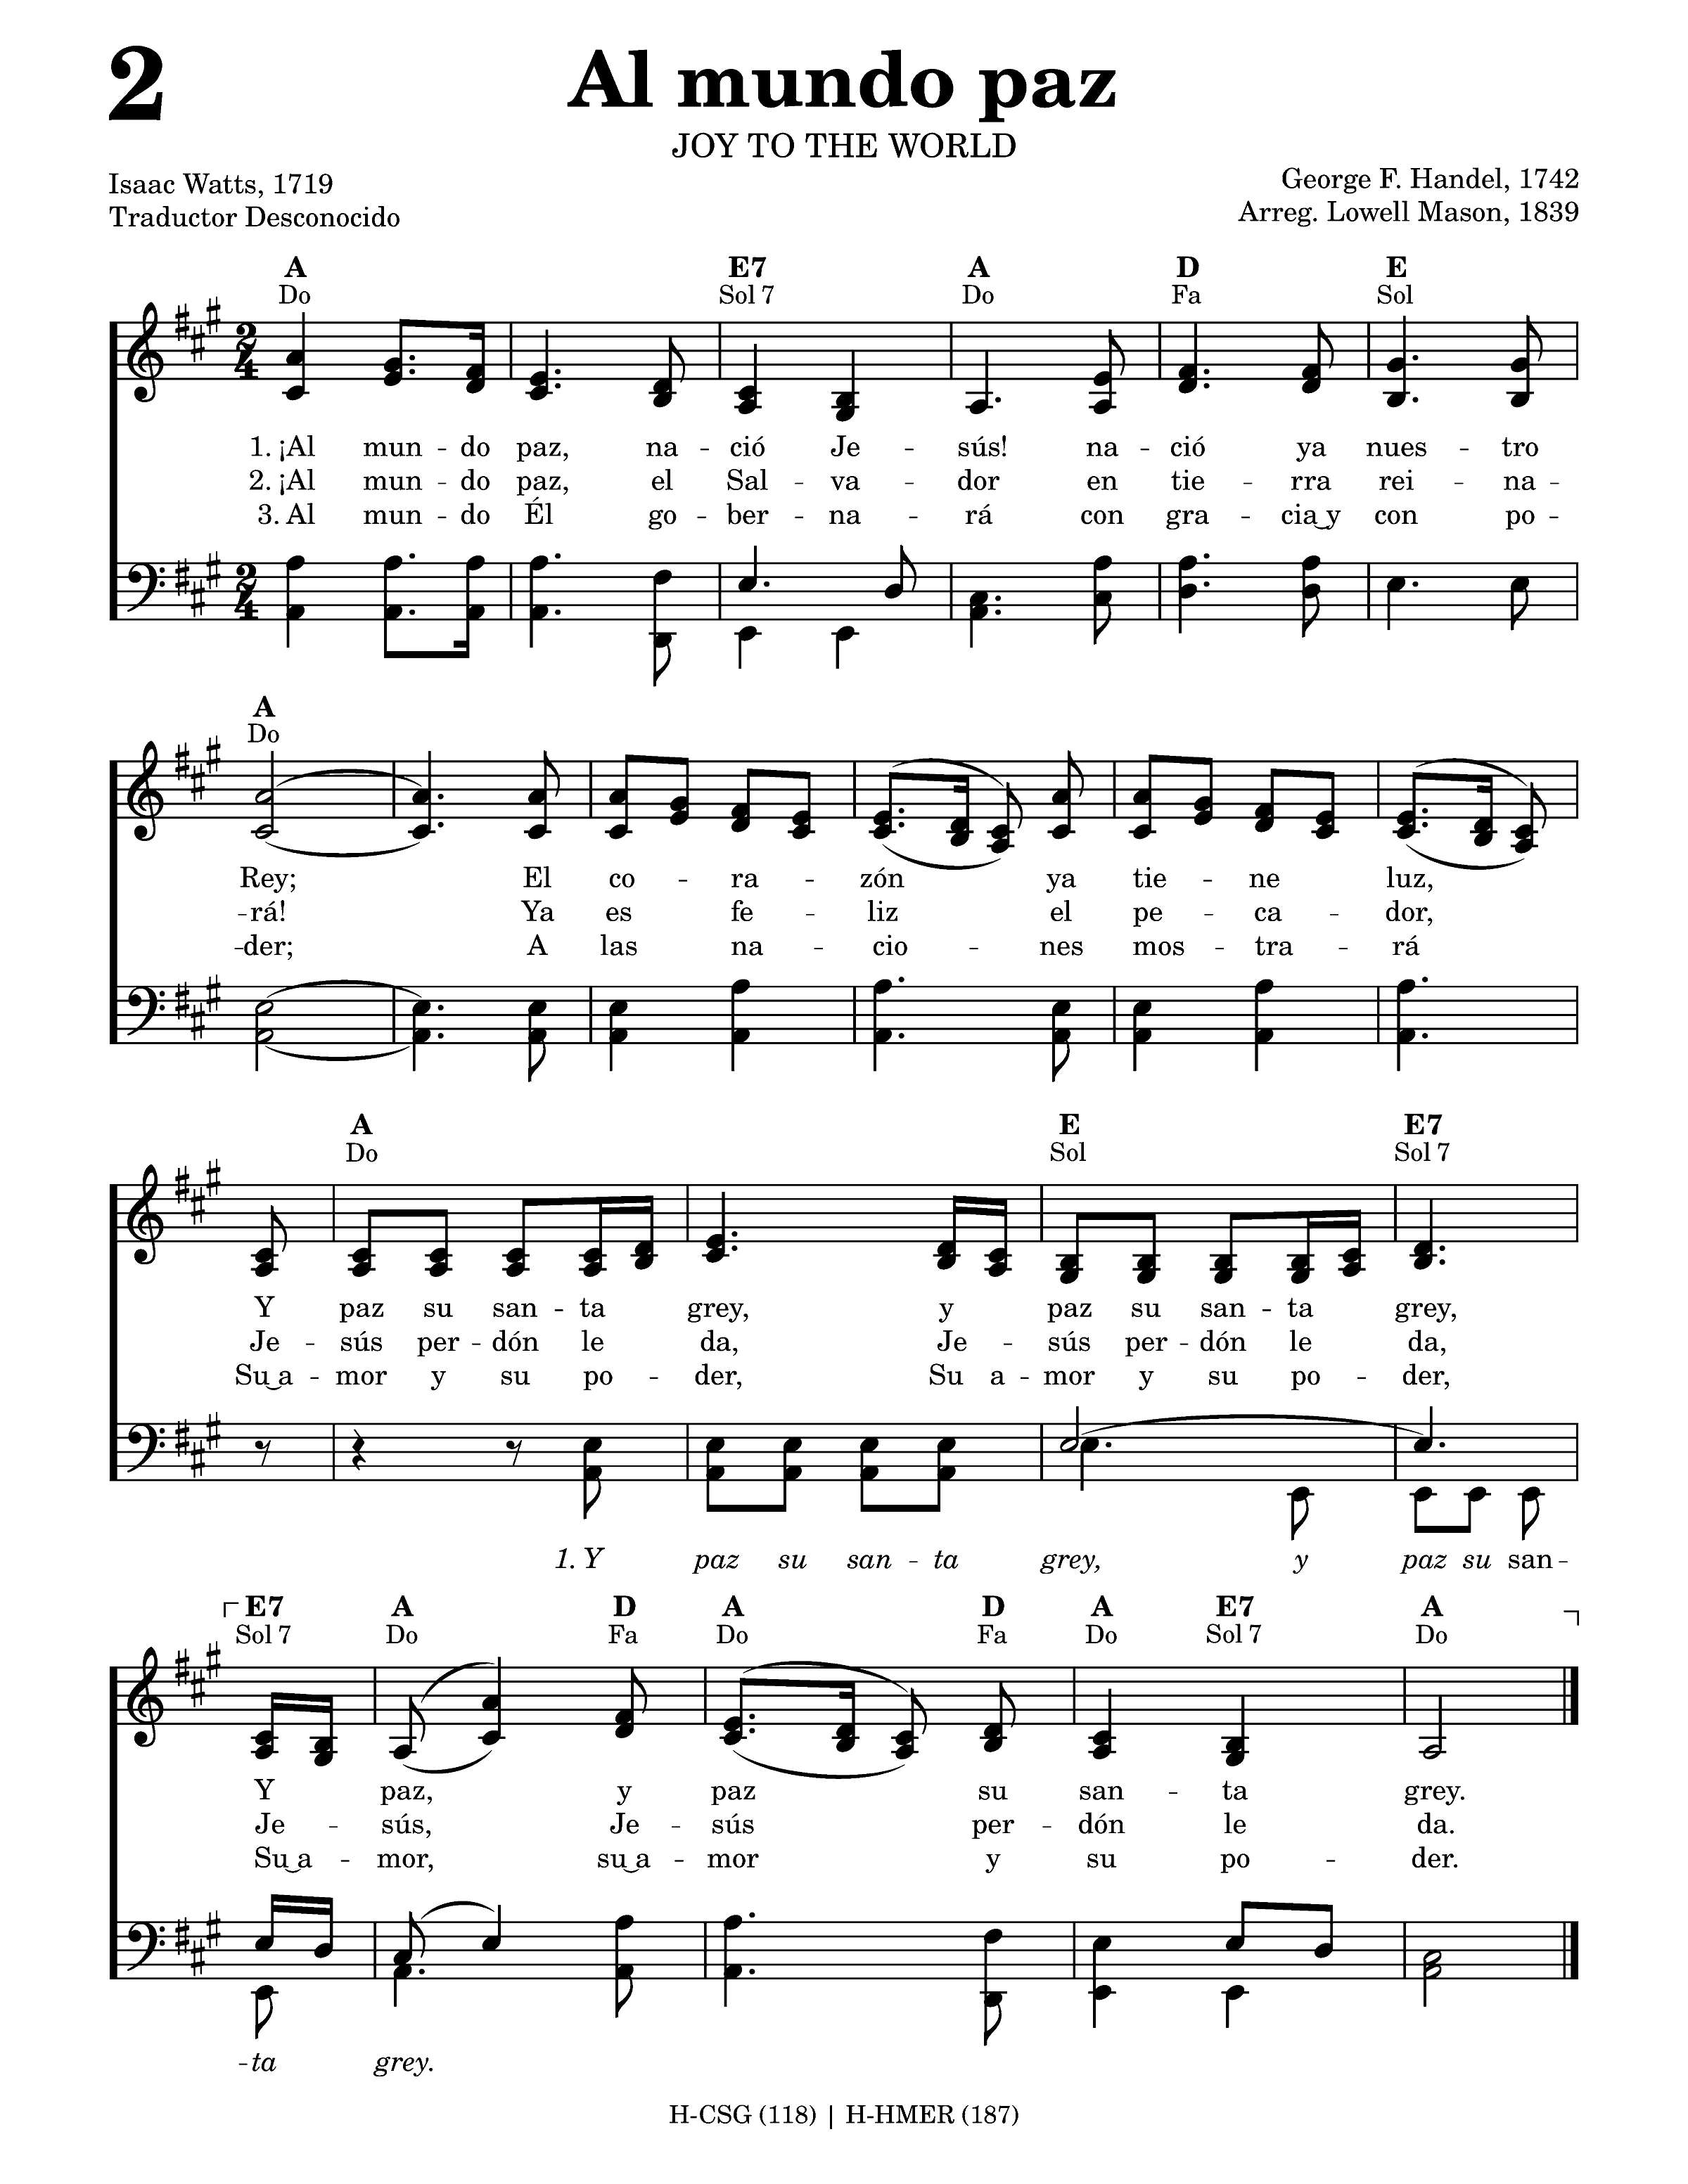 2
Al mundo paz
JOY TO THE WORLD
Isaac Watts, 1719
George F. Handel, 1742
Traductor Desconocido
Arreg. Lowell Mason, 1839
A E7 A D E
Do Sol 7 Do Fa Sol
1. ¡Al mun - do paz, na - ció Je - sús! na - ció ya nues - tro
2. ¡Al mun - do paz, el Sal - va - dor en tie - rra rei - na -
3. Al mun - do Él go - ber - na - rá con gra - cia‿y con po -
A
Do
Rey; El co - ra - zón ya tie - ne luz,
- rá! Ya es fe - liz el pe - ca - dor,
- der; A las na - cio - nes mos - tra - rá
A E E7
Do Sol Sol 7
Y paz su san - ta grey, y paz su san - ta grey,
Je - sús per - dón le da, Je - sús per - dón le da,
Su‿a - mor y su po - der, Su a - mor y su po - der,
1. Y paz su san - ta grey, y paz su san -
E7 A D A D A E7 A
Sol 7 Do Fa Do Fa Do Sol 7 Do
Y paz, y paz su san - ta grey.
Je - sús, Je - sús per - dón le da.
Su‿a - mor, su‿a - mor y su po - der.
- ta grey.
H-CSG (118) | H-HMER (187)